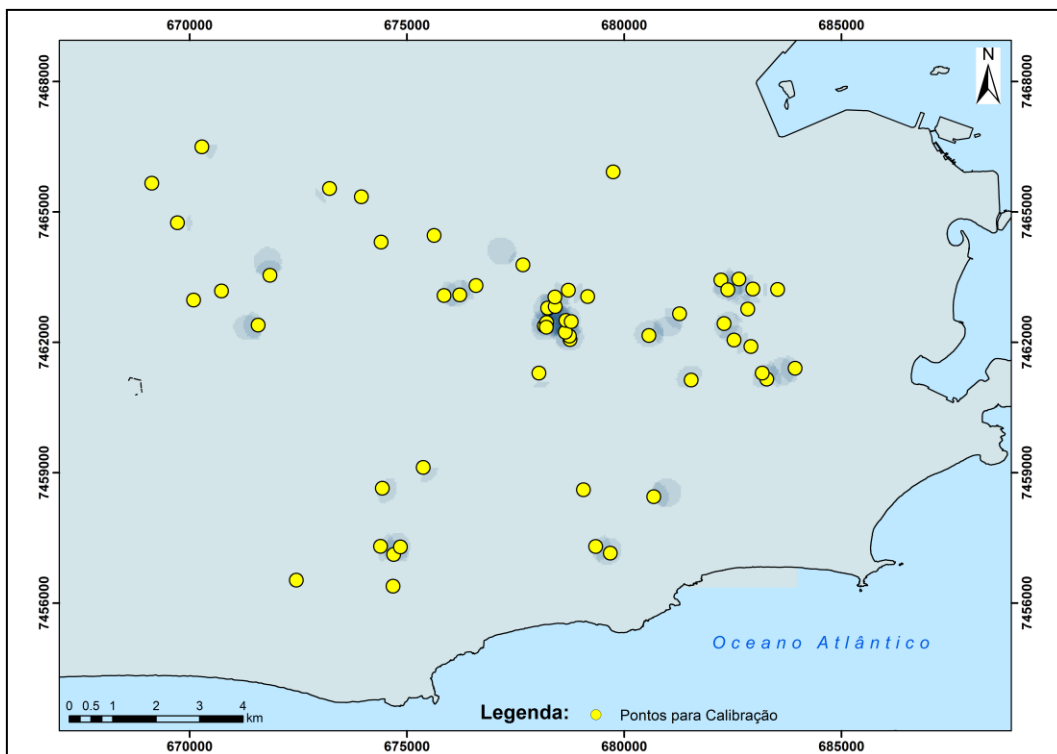 670000 675000 680000 685000
N
7468000 7468000
7465000 7465000
7462000 7462000
7459000 7459000
7456000 7456000
Oceano Atlântico
0 0.5 1 2 3 4
km
Legenda: Pontos para Calibração
670000 675000 680000 685000